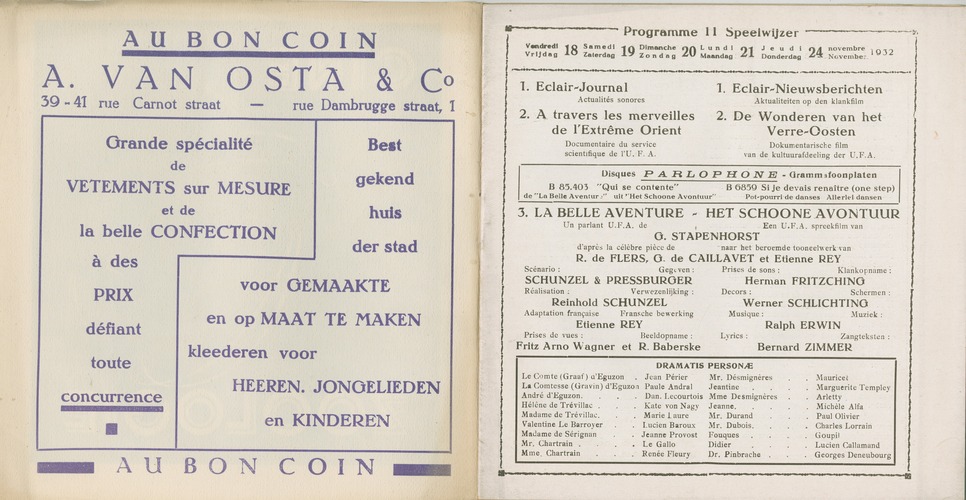 AU BON COIN
A. VAN OSTA & Co
39-41 rue Carnot straat — rue Dambrugge straat, 1
Grande spécialité
de
VETEMENTS sur MESURE
et de
la belle CONFECTION
à des
PRIX
défiant
toute
concurrence
Best
gekend
huis
der stad
voor GEMAAKTE
en op MAAT TE MAKEN
kleederen voor
HEEREN. JONGELIEDEN
en KINDEREN
AU BON COIN
Programme 11 Speelwijzer
Vendredi Vrijdag 18 Samedi Zaterdag 19 Dimanche Zondag 20 Lundi Maandag 21 Jeudi Donderdag 24 novembre November 1932
1. Eclair-Journal
Actualités sonores
2. A travers les merveilles
de l'Extrême Orient
Documentaire du service
scientifique de l'U. F. A.
1. Eclair-Nieuwsberichten
Aktualiteiten op den klankfilm
2. De Wonderen van het
Verre-Oosten
Dokumentarische film
van de kultuurafdeeling der U.F.A.
Disques PARLOPHONE - Grammofoonplaten
B 85.403 "Qui se contente" B 6859 Si je devais renaître (one step)
de "La Belle Aventure" uit "Het Schoone Avontuur" Pot-pourri de danses Allerlei dansen
3. LA BELLE AVENTURE - HET SCHOONE AVONTUUR
Un parlant U.F.A. de Een U.F.A. spreekfilm van
G. STAPENHORST
d'après la célèbre pièce de naar het beroemde tooneelwerk van
R. de FLERS, G. de CAILLAVET et Etienne REY
Scénario : Gegeven : Prises de sons : Klankopname :
SCHUNZEL & PRESSBURGER Herman FRITZCHING
Réalisation : Verwezenlijking : Decors : Schermen :
Reinhold SCHUNZEL Werner SCHLICHTING
Adaptation française Fransche bewerking Musique : Muziek :
Etienne REY Ralph ERWIN
Prises de vues : Beeldopname : Lyrics : Zangteksten :
Fritz Arno Wagner et R. Baberske Bernard ZIMMER
DRAMATIS PERSONÆ
Le Comte (Graaf) d'Eguzon . Jean Périer Mr. Désmignéres . . Mauricet
La Comtesse (Gravin) d'Eguzon Paule Andral Jeantine . . . . Marguerite Templey
André d'Eguzon. . . . Dan. Lecourtois Mme Desmignéres . . Arletty
Hélène de Trévillac . . . Kate von Nagy Jeanne. . . . . Michèle Alfa
Madame de Trévillac. . . Marie Laure Mr. Durand . . . Paul Olivier
Valentine Le Barroyer . . Lucien Baroux Mr. Dubois. . . . Charles Lorrain
Madame de Sérignan . . Jeanne Provost Fouques . . . . Goupil
Mr. Chartrain . . . . Le Gallo Didier . . . . Lucien Callamand
Mme. Chartrain . . . Renée Fleury Dr. Pinbrache . . . Georges Deneubourg